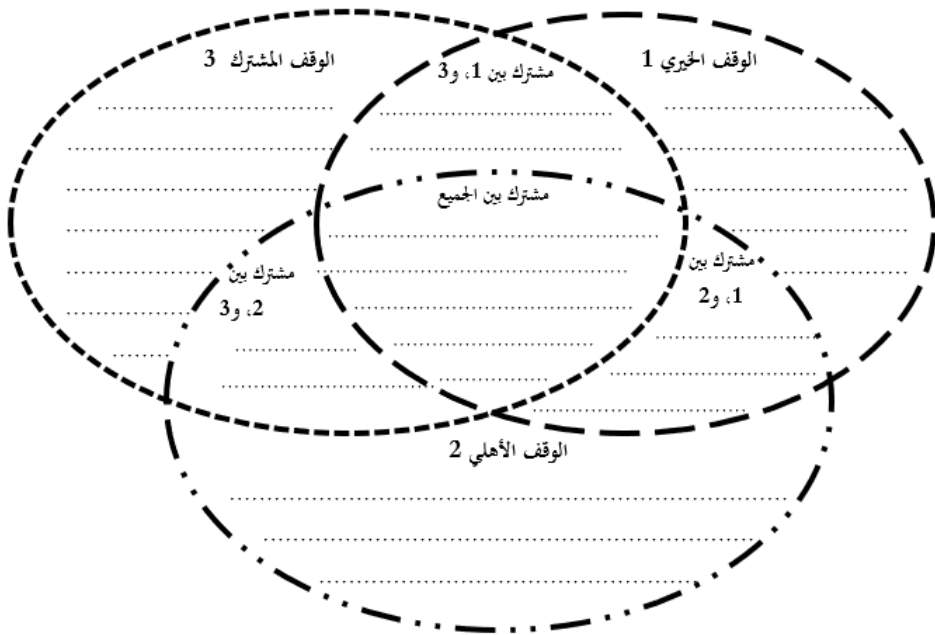 الوقف الخيري 1
مشترك بين 1، و3
الوقف المشترك 3
مشترك بين الجميع
مشترك بين
1، و2
مشترك بين
2، و3
الوقف الأهلي 2